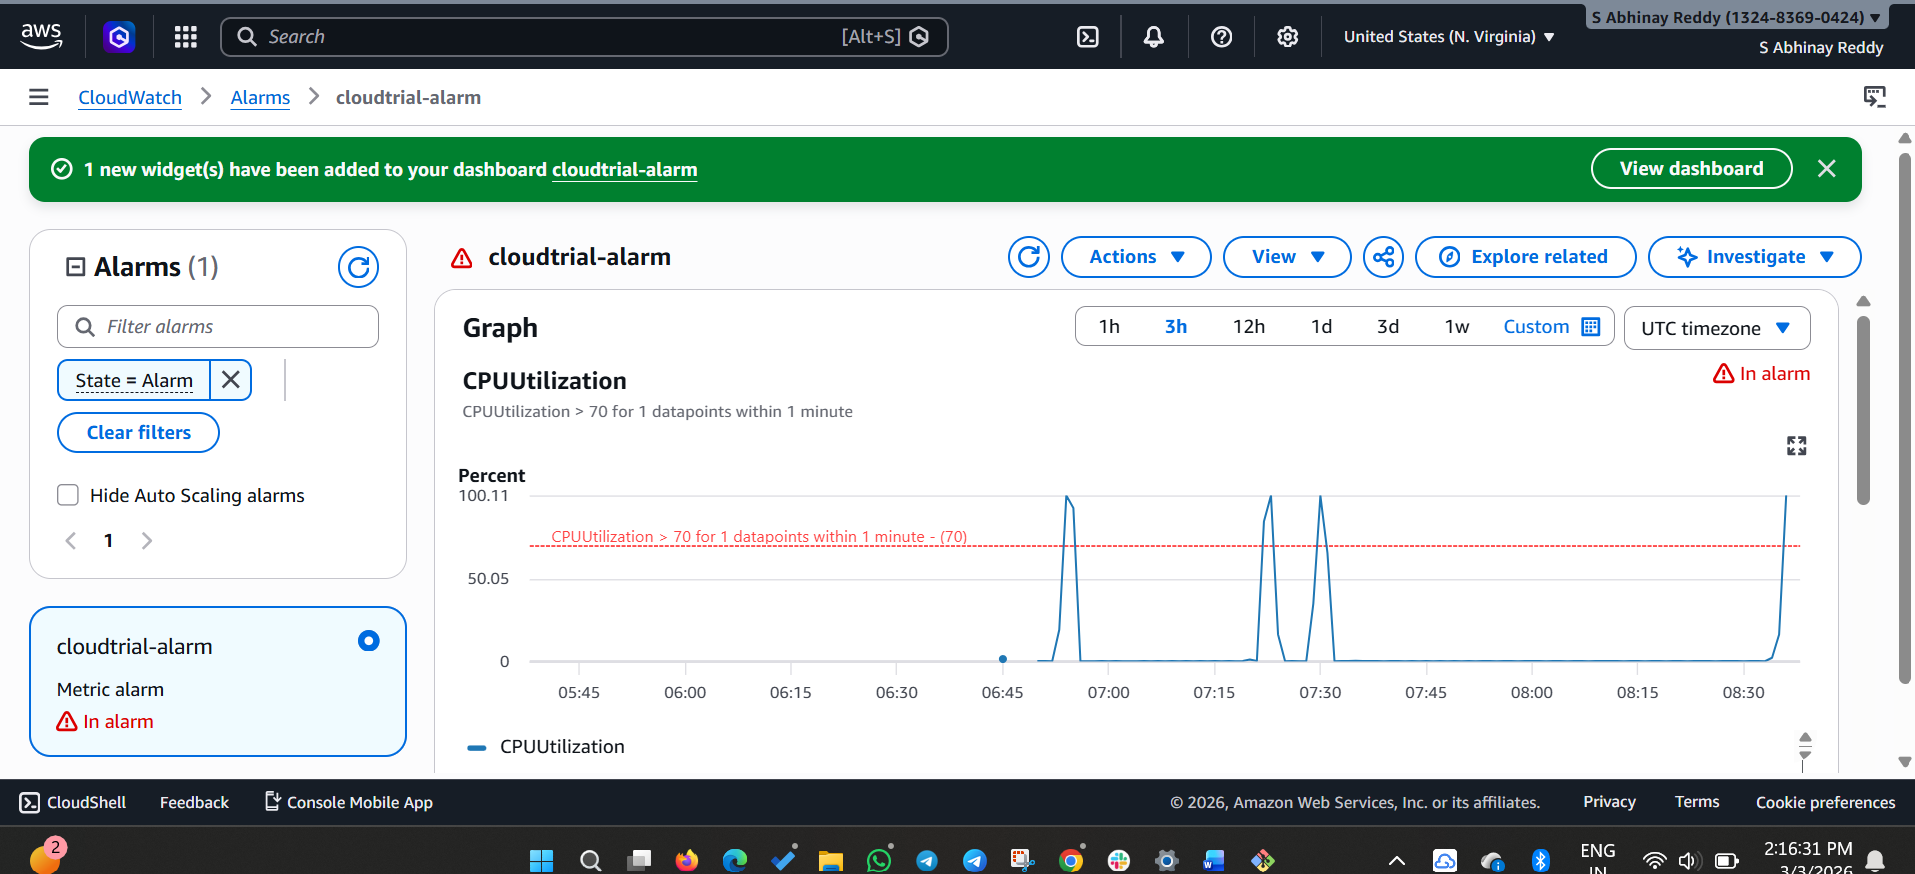 aws
Search
[Alt+S]
United States (N. Virginia)
S Abhinay Reddy (1324-8369-0424)
S Abhinay Reddy
CloudWatch
Alarms
cloudtrial-alarm
1 new widget(s) have been added to your dashboard cloudtrial-alarm
View dashboard
Alarms (1)
Filter alarms
State = Alarm
Clear filters
Hide Auto Scaling alarms
1
cloudtrial-alarm
Metric alarm
In alarm
cloudtrial-alarm
Actions
View
Explore related
Investigate
Graph
1h
3h
12h
1d
3d
1w
Custom
UTC timezone
CPUUtilization
In alarm
CPUUtilization > 70 for 1 datapoints within 1 minute
Percent
100.11
CPUUtilization > 70 for 1 datapoints within 1 minute - (70)
50.05
0
05:45
06:00
06:15
06:30
06:45
07:00
07:15
07:30
07:45
08:00
08:15
08:30
CPUUtilization
CloudShell
Feedback
Console Mobile App
© 2026, Amazon Web Services, Inc. or its affiliates.
Privacy
Terms
Cookie preferences
2
ENG
IN
2:16:31 PM
3/3/2026